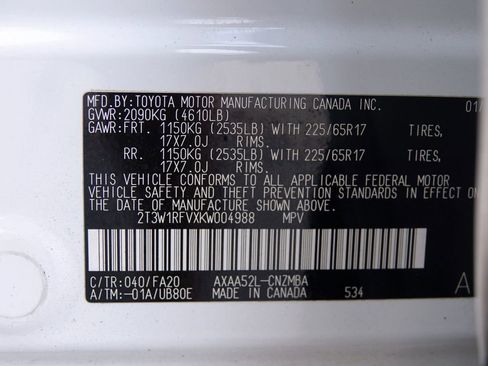 MFD.BY:TOYOTA MOTOR MANUFACTURING CANADA INC. 01/
GVWR:2090KG (4610LB)
GAWR:FRT. 1150KG (2535LB) WITH 225/65R17 TIRES,
17X7.0J RIMS.
RR. 1150KG (2535LB) WITH 225/65R17 TIRES,
17X7.0J RIMS.
THIS VEHICLE CONFORMS TO ALL APPLICABLE FEDERAL MOTOR
VEHICLE SAFETY AND THEFT PREVENTION STANDARDS IN EFFECT ON
THE DATE OF MANUFACTURE SHOWN ABOVE.
2T3W1RFVXKW004988 MPV
C/TR:040/FA20 AXAA52L-CNZMBA A
A/TM:-01A/UB80E MADE IN CANADA 534